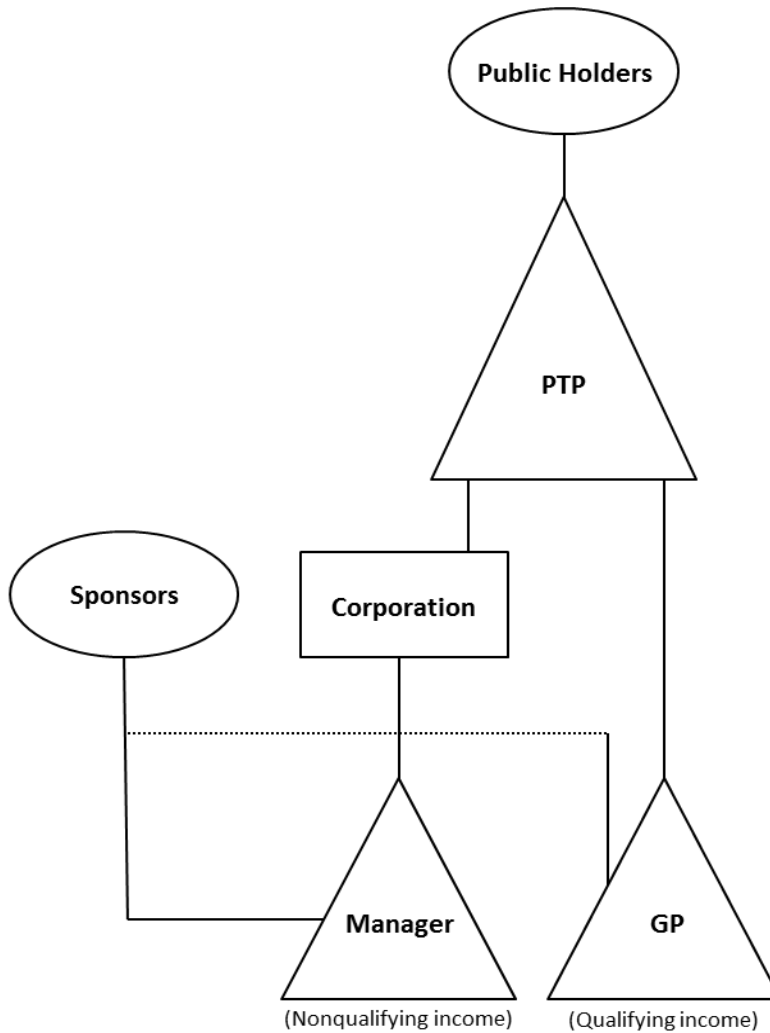 Public Holders
PTP
Sponsors
Corporation
Manager
GP
(Nonqualifying income)
(Qualifying income)